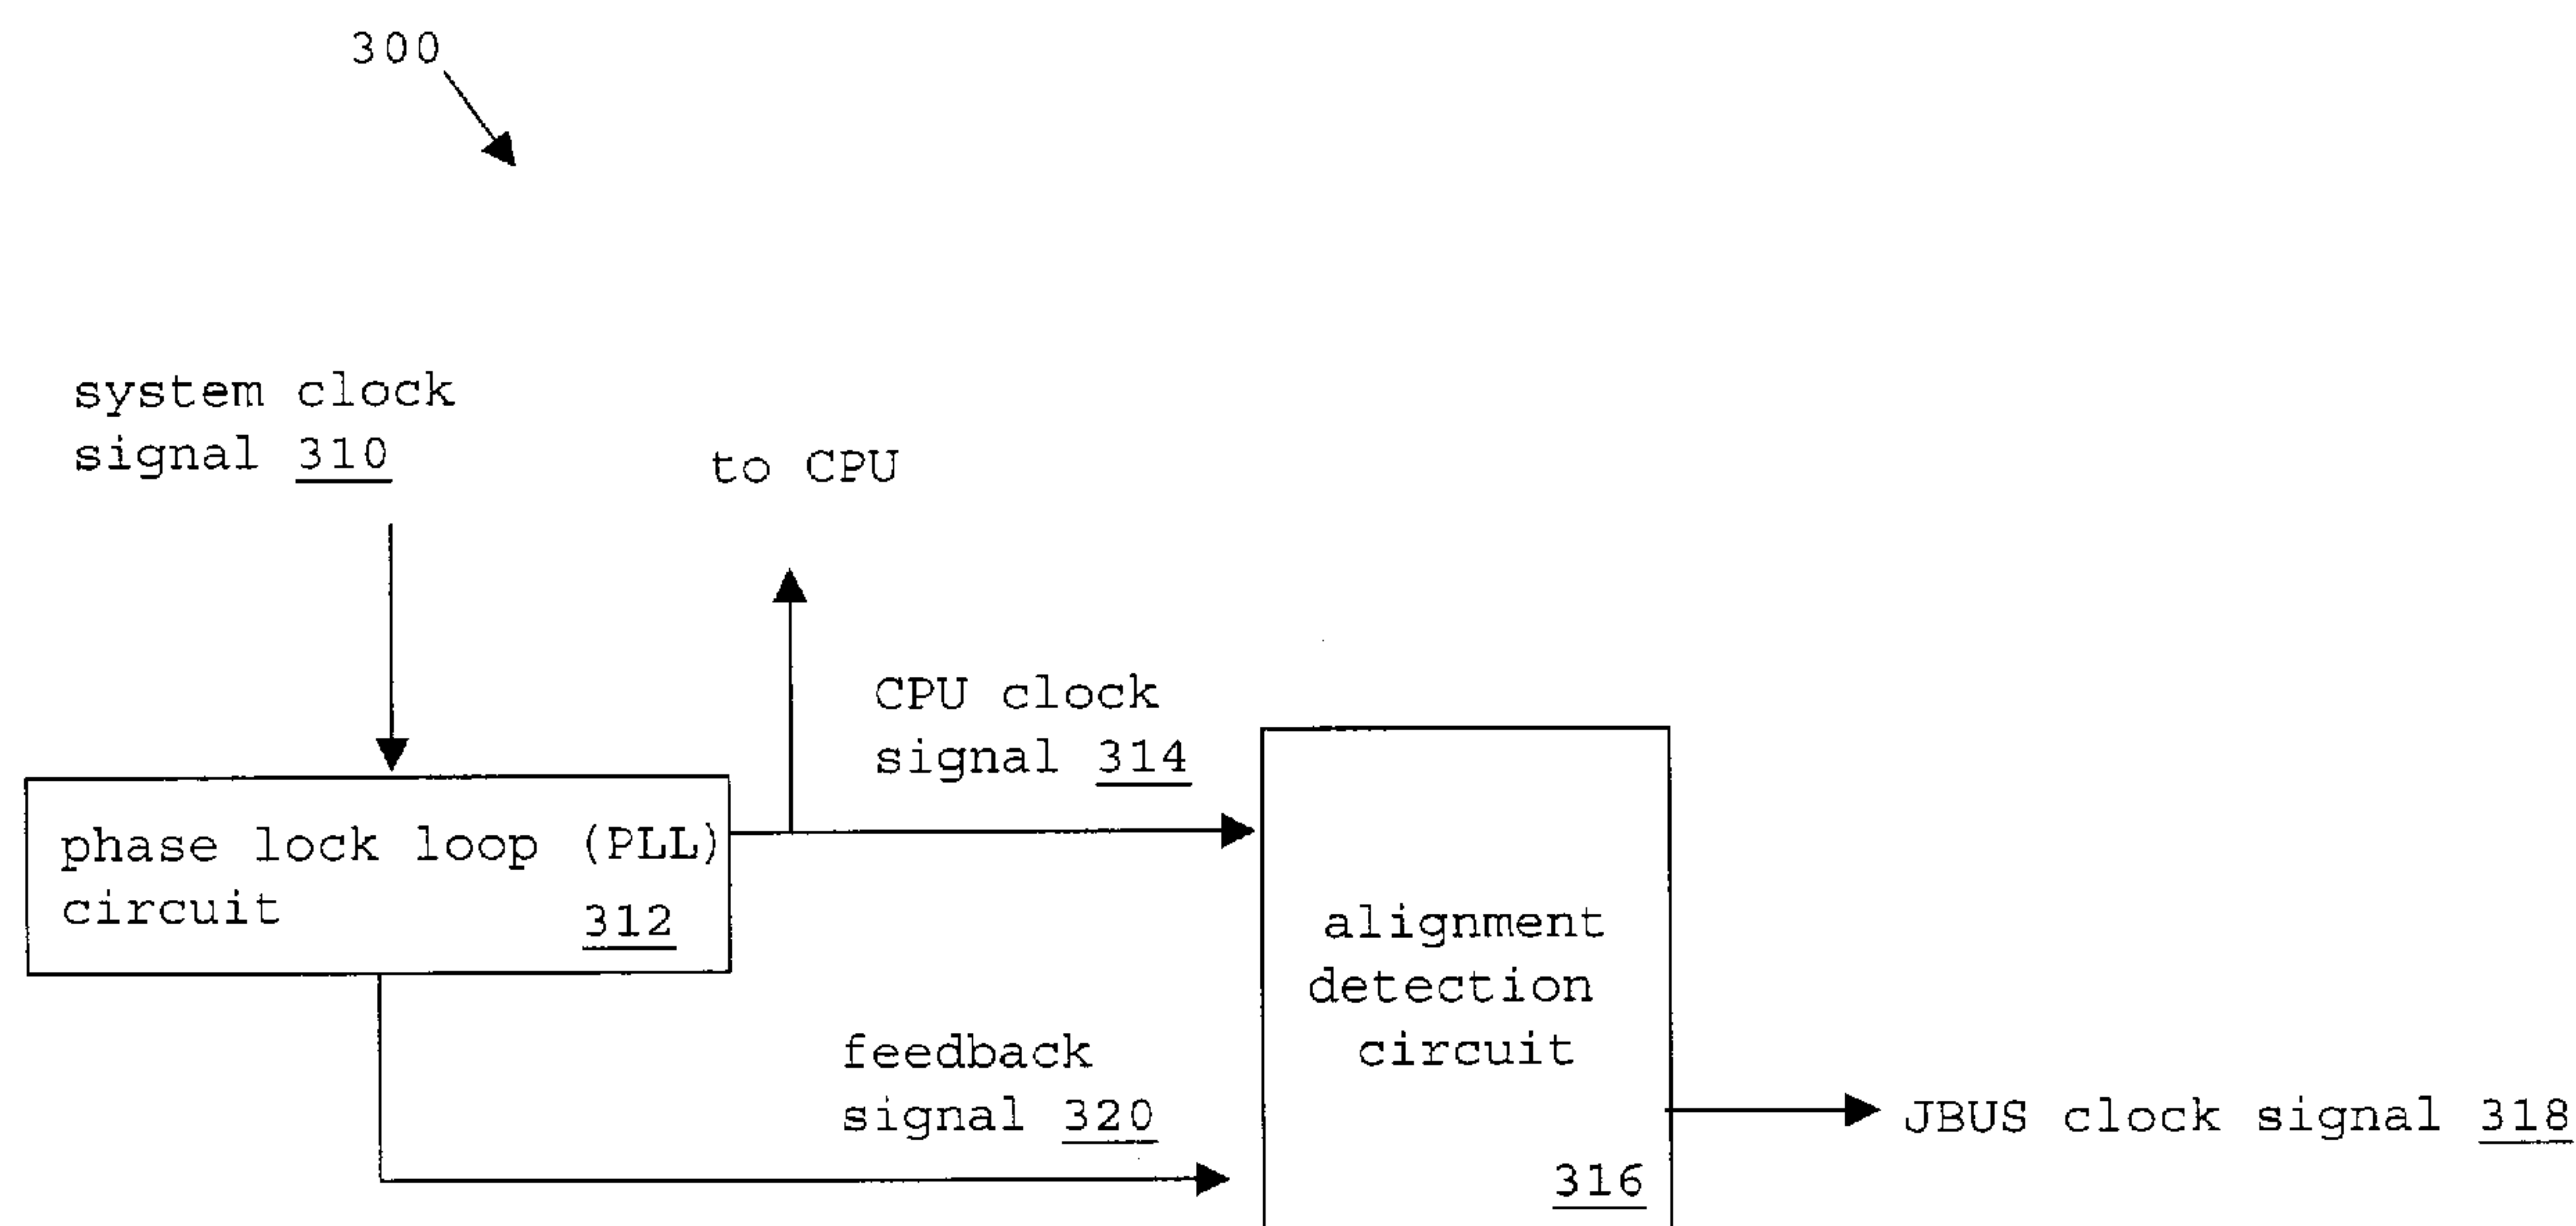 300
system clock
signal 310
to CPU
CPU clock
signal 314
phase lock loop (PLL)
circuit 312
alignment
detection
circuit
316
feedback
signal 320
JBUS clock signal 318